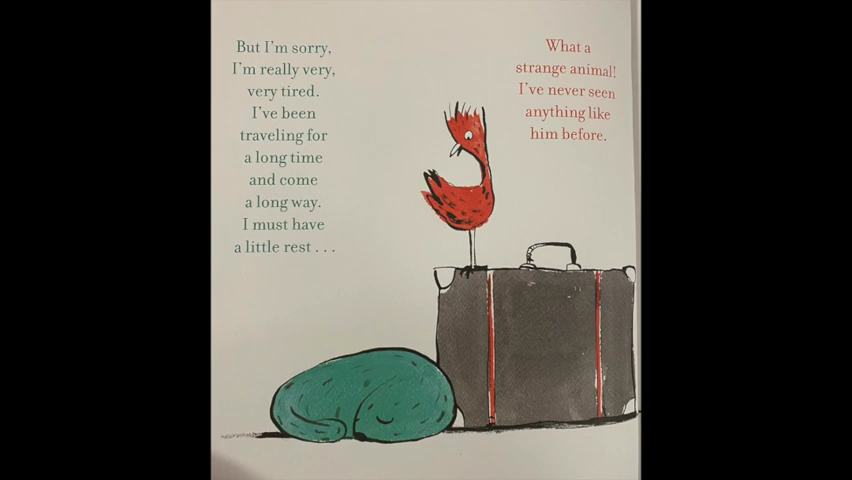 But I'm sorry,
I'm really very,
very tired.
I've been
traveling for
a long time
and come
a long way.
I must have
a little rest . . .
What a
strange animal!
I've never seen
anything like
him before.